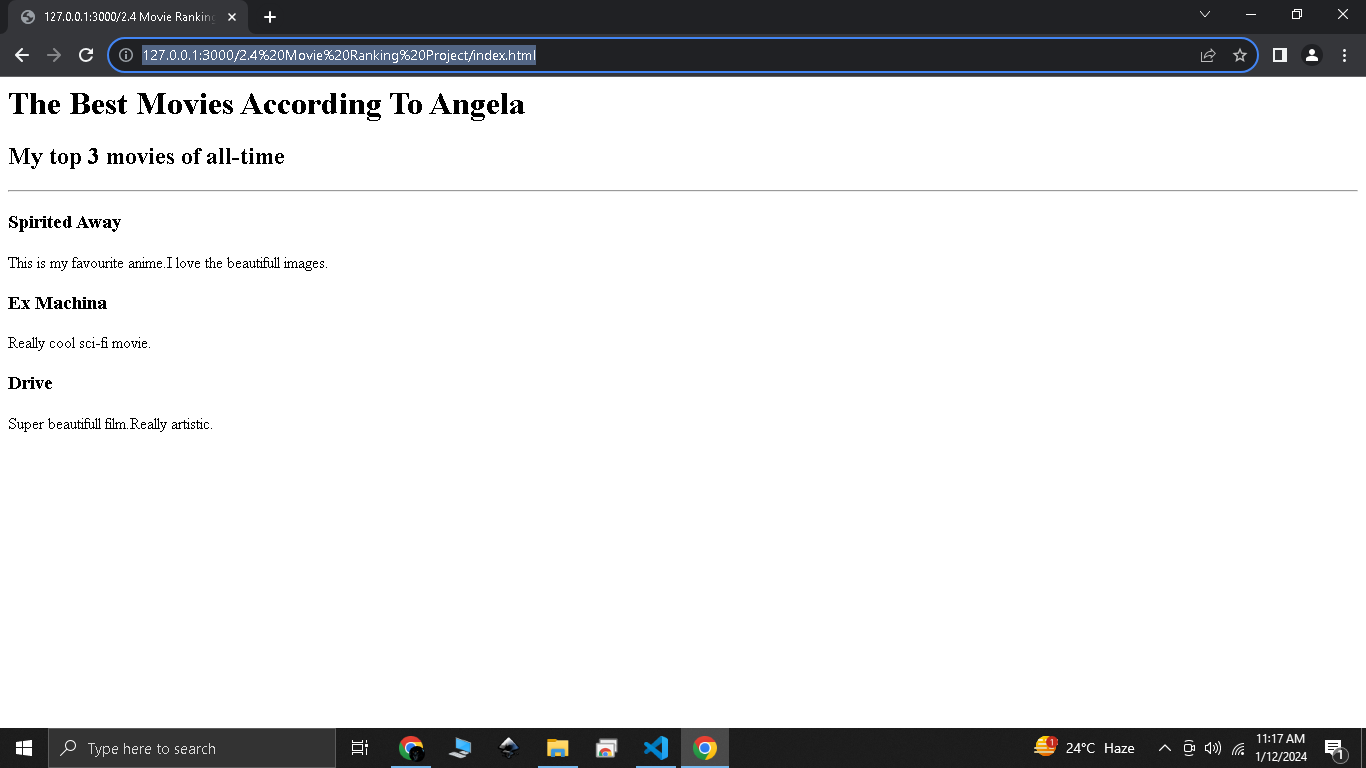 127.0.0.1:3000/2.4 Movie Ranking
127.0.0.1:3000/2.4%20Movie%20Ranking%20Project/index.html
The Best Movies According To Angela
My top 3 movies of all-time
Spirited Away
This is my favourite anime.I love the beautifull images.
Ex Machina
Really cool sci-fi movie.
Drive
Super beautifull film.Really artistic.
Type here to search
1
24°C Haze
11:17 AM
1/12/2024
1